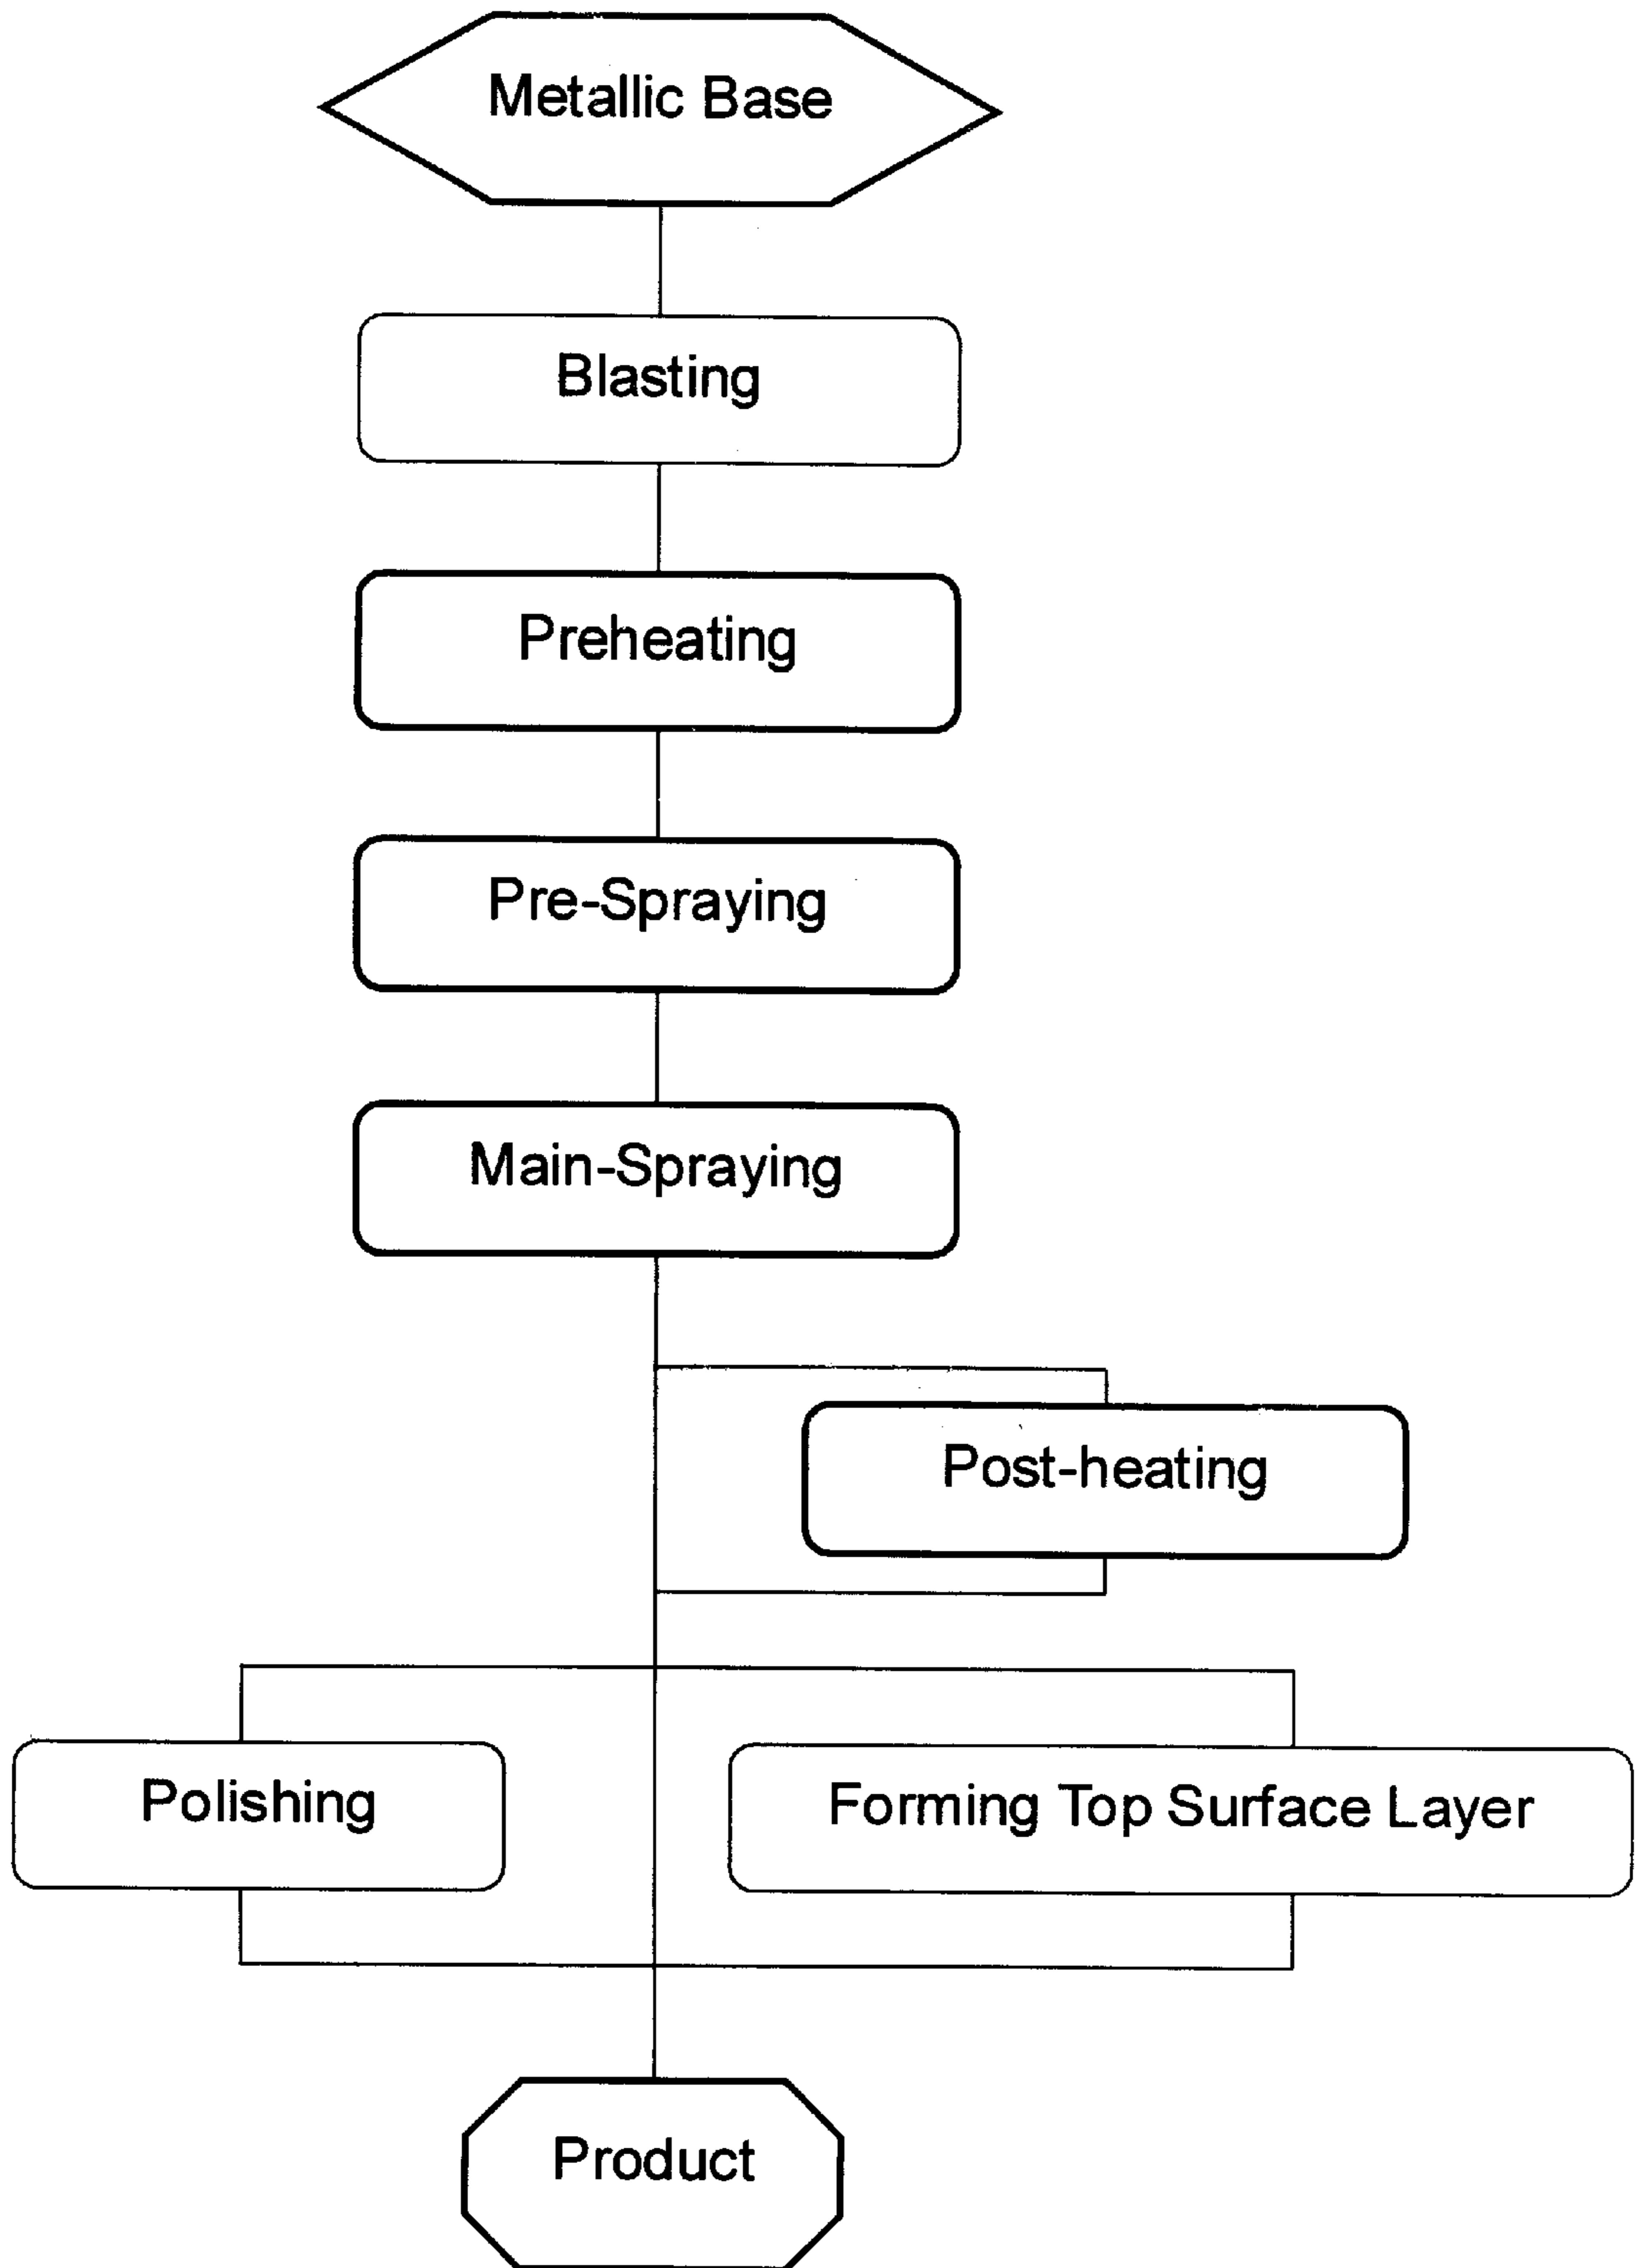 Metallic Base
Blasting
Preheating
Pre-Spraying
Main-Spraying
Post-heating
Polishing
Forming Top Surface Layer
Product